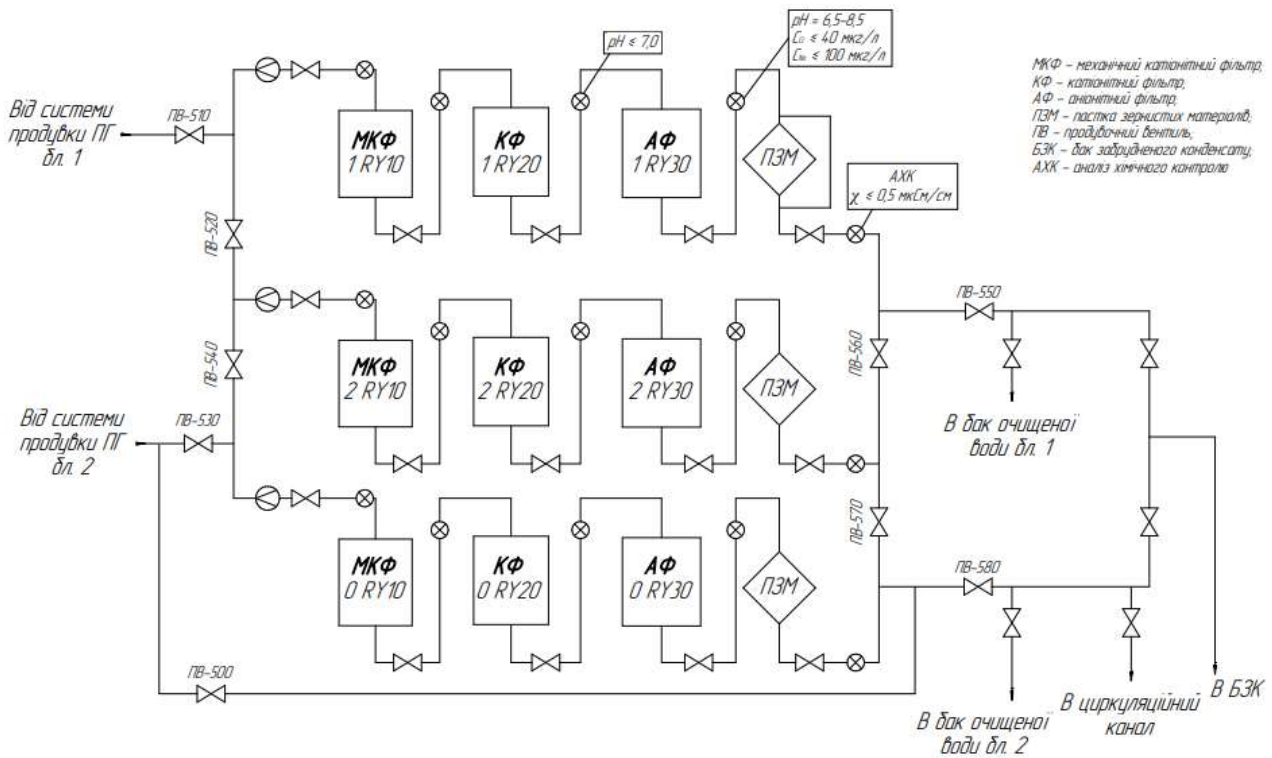 pH ≤ 7,0
pH = 6,5-8,5
C_Cl ≤ 40 мкг/л
C_Na ≤ 100 мкг/л
МКФ – механічний катіонітний фільтр;
КФ – катіонітний фільтр;
АФ – аніонітний фільтр;
ПЗМ – пастка зернистих матеріалів;
ПВ – продувочний вентиль;
БЗК – бак забрудненого конденсату;
АХК – аналіз хімічного контролю
Від системи
продувки ПГ
бл. 1
ПВ-510
МКФ
1 RY10
КФ
1 RY20
АФ
1 RY30
ПЗМ
АХК
χ ≤ 0,5 мкСм/см
ПВ-520
ПВ-550
ПВ-540
МКФ
2 RY10
КФ
2 RY20
АФ
2 RY30
ПЗМ
ПВ-560
В бак очищеної
води бл. 1
Від системи
продувки ПГ
бл. 2
ПВ-530
МКФ
0 RY10
КФ
0 RY20
АФ
0 RY30
ПЗМ
ПВ-570
ПВ-580
ПВ-500
В бак очищеної
води бл. 2
В циркуляційний
канал
В БЗК